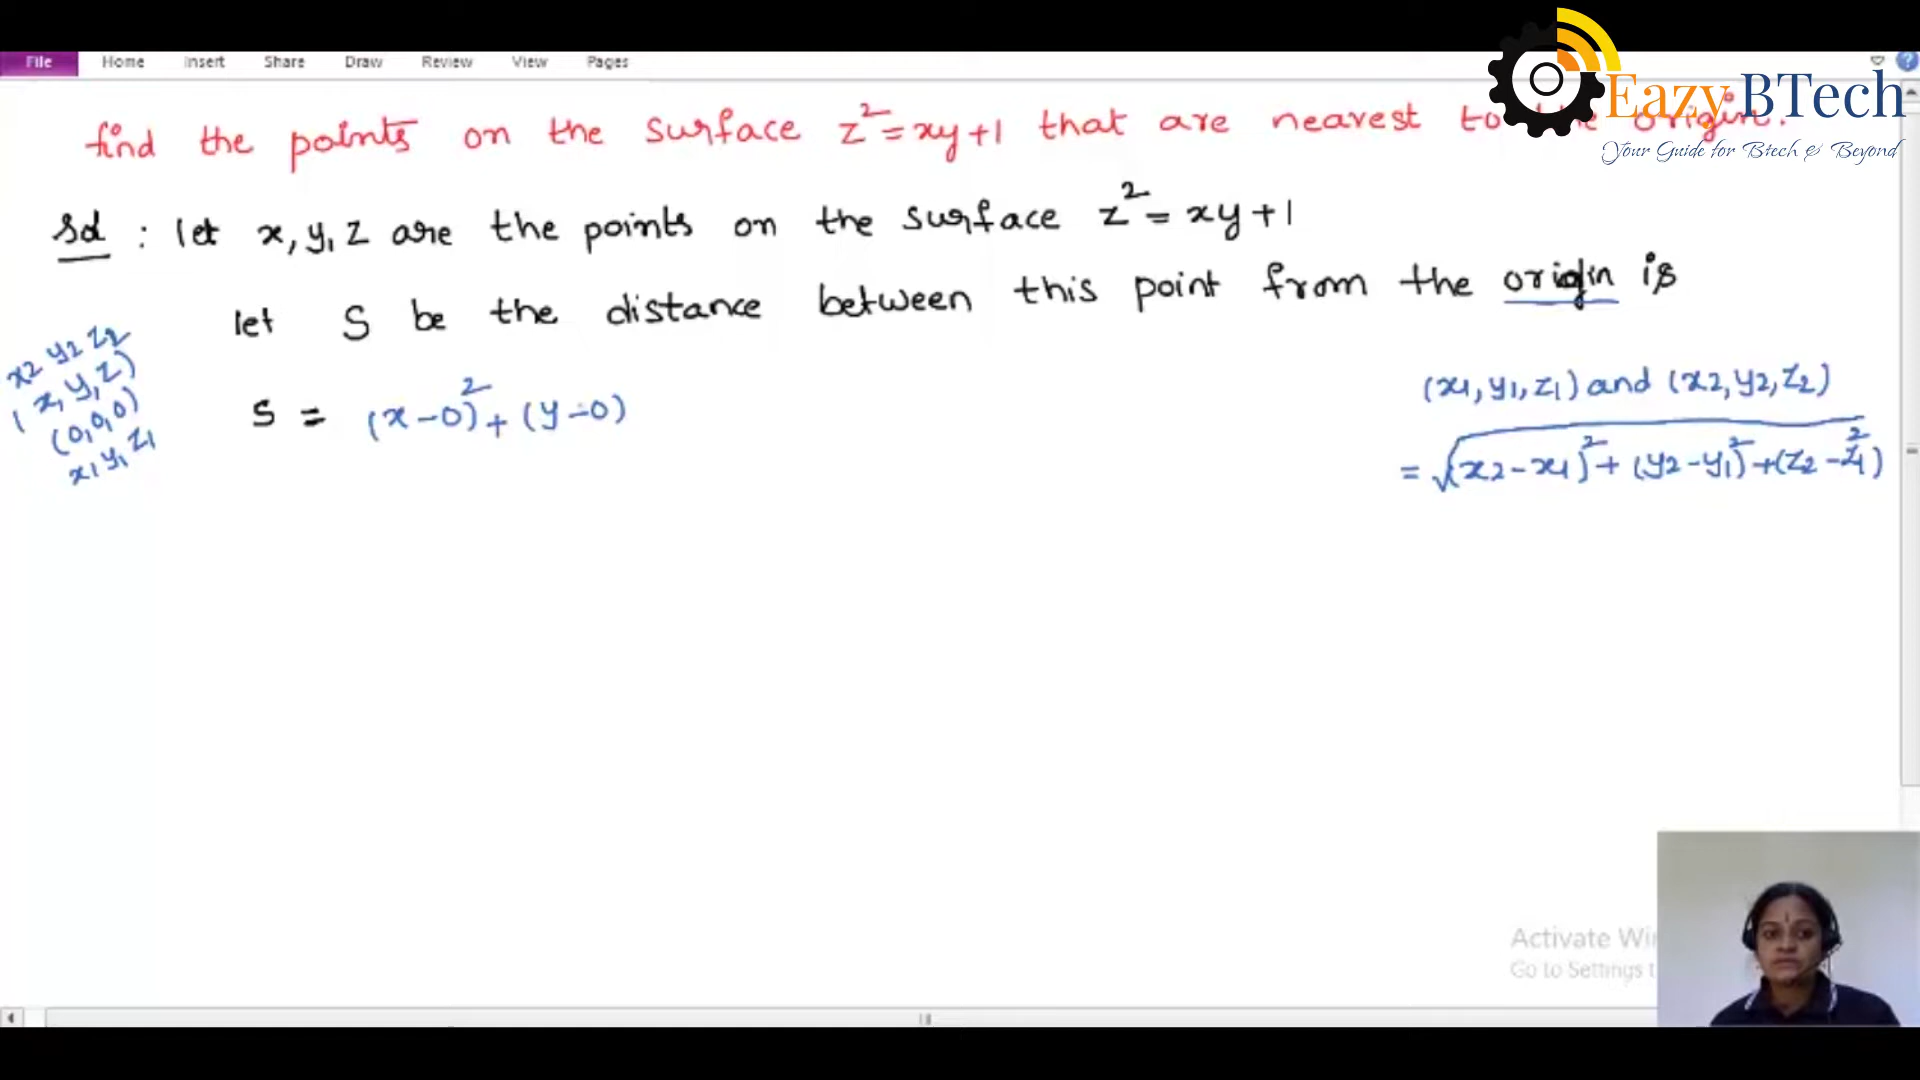 File Home Insert Share Draw Review View Pages
Eazy BTech
Your Guide for Btech & Beyond
find the points on the surface z²=xy+1 that are nearest to the origin.
Sol : let x,y,z are the points on the surface z²=xy+1
let S be the distance between this point from the origin is
x2 y2 z2
(x,y,z)
(0,0,0)
x1 y1 z1
S = (x-0)²+(y-0)
(x1,y1,z1) and (x2,y2,z2)
= √(x2-x1)²+(y2-y1)²+(z2-z1)²
Activate Wi
Go to Settings t